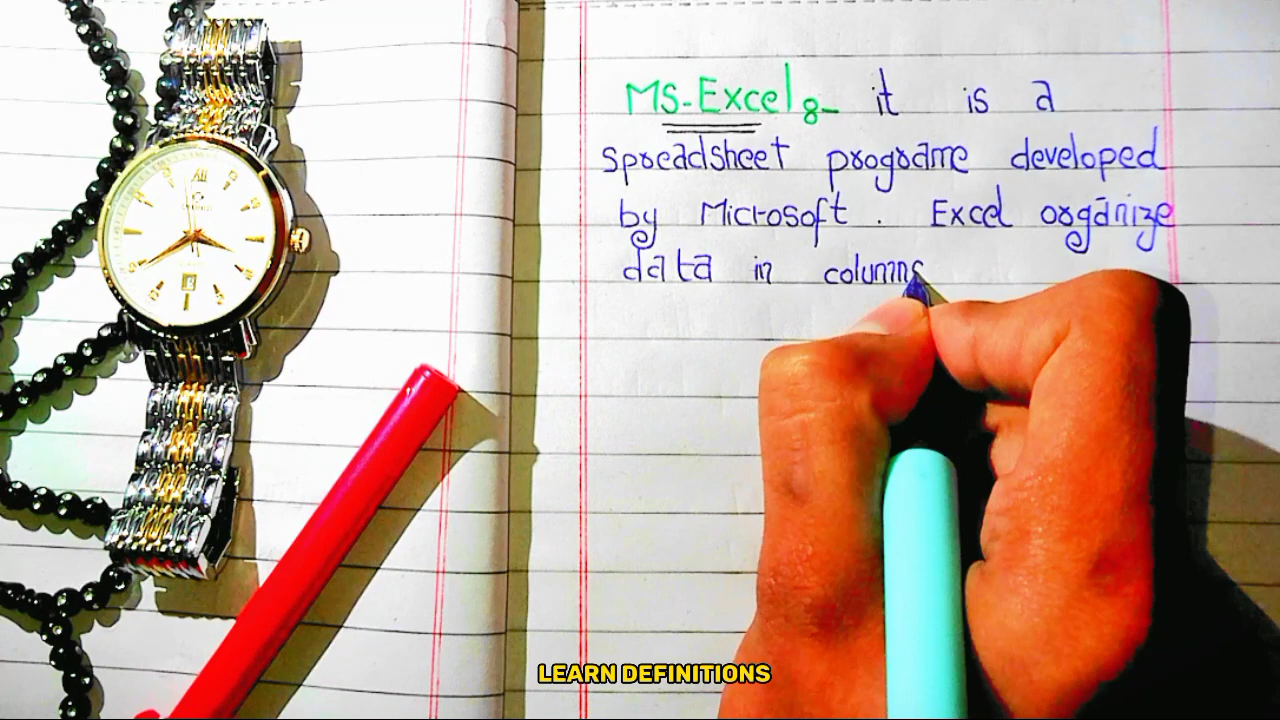 MS-Excel :- it is a
spreadsheet programe developed
by Microsoft . Excel organize
data in columns
LEARN DEFINITIONS